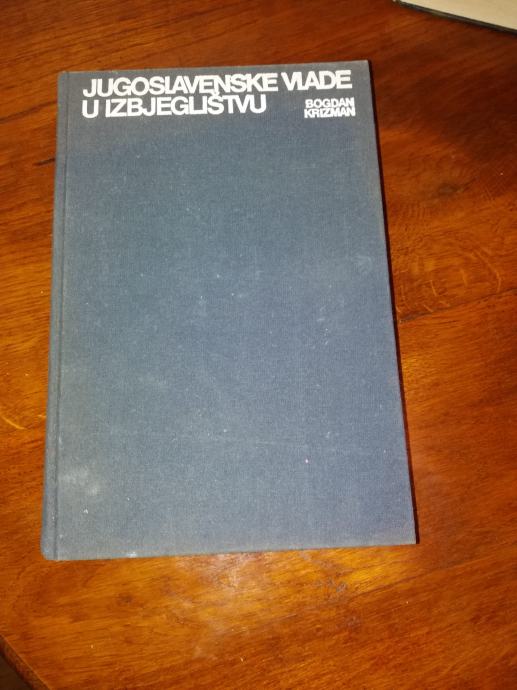 JUGOSLAVENSKE VLADE
U IZBJEGLIŠTVU
BOGDAN
KRIZMAN